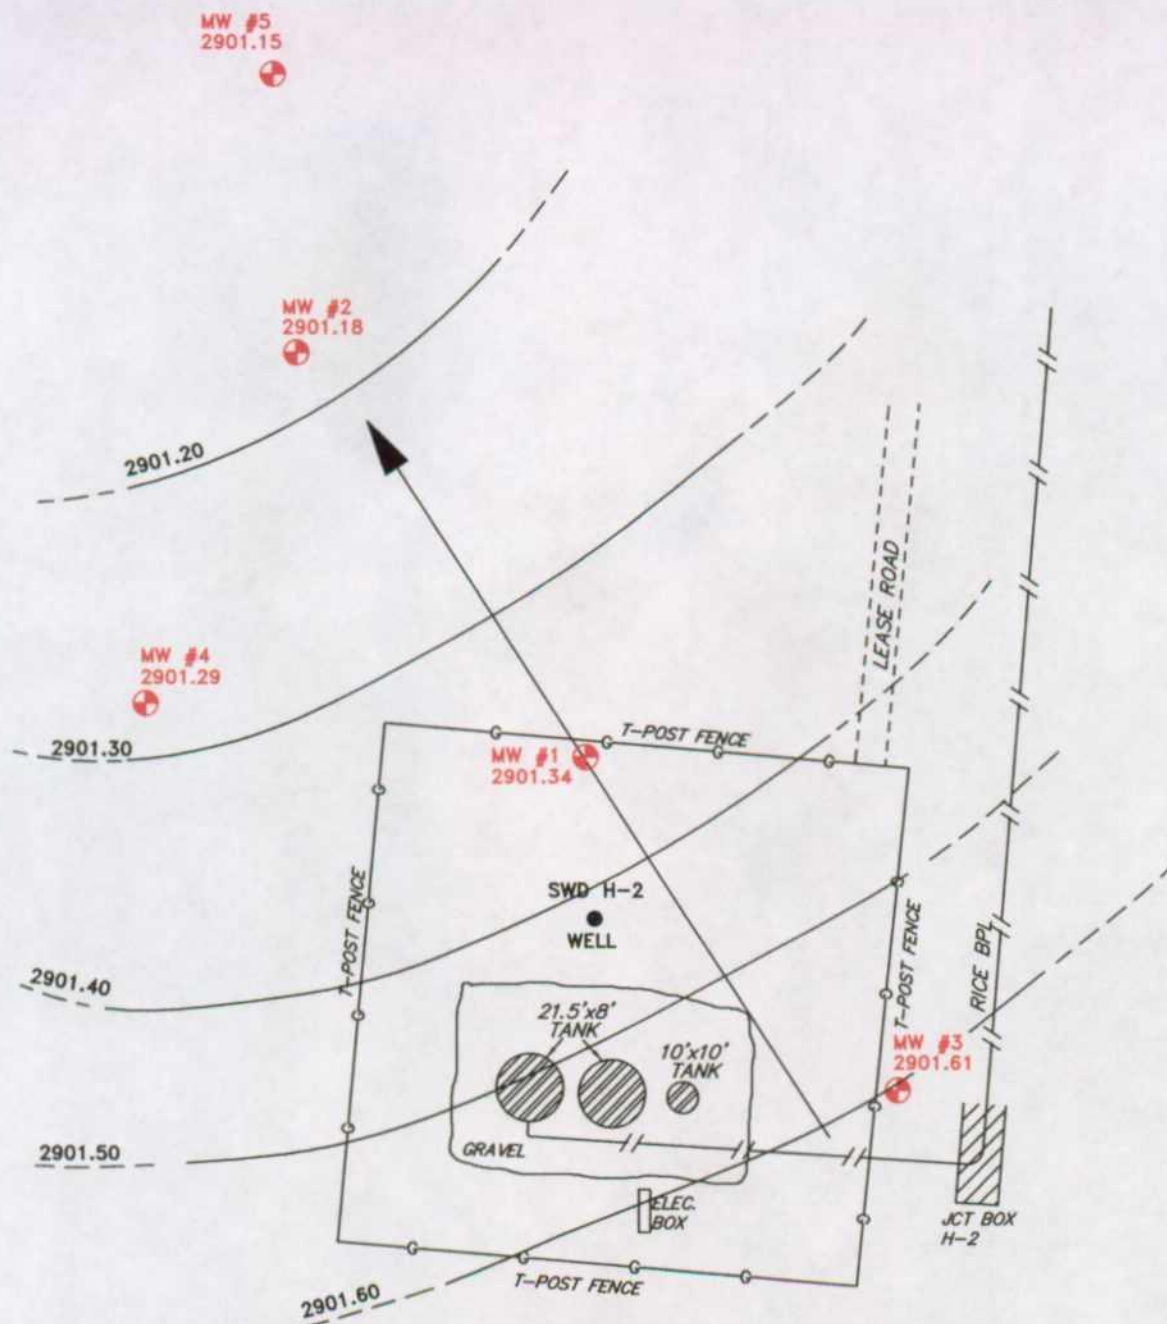 MW #5
2901.15
MW #2
2901.18
2901.20
LEASE ROAD
MW #4
2901.29
2901.30
T-POST FENCE
MW #1
2901.34
SWD H-2
WELL
T-POST FENCE
2901.40
21.5'x8'
TANK
10'x10'
TANK
T-POST FENCE
RICE BPL
MW #3
2901.61
2901.50
GRAVEL
ELEC.
BOX
JCT BOX
H-2
T-POST FENCE
2901.60